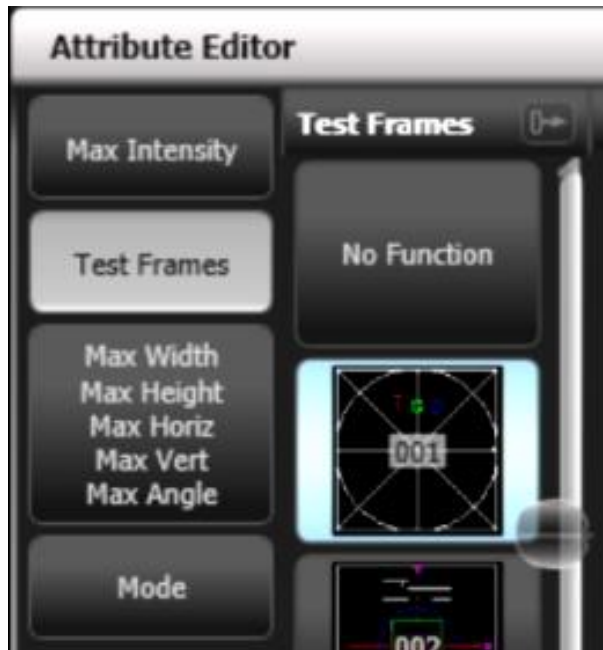 Attribute Editor
Max Intensity
Test Frames
Max Width
Max Height
Max Horiz
Max Vert
Max Angle
Mode
Test Frames
No Function
001
002